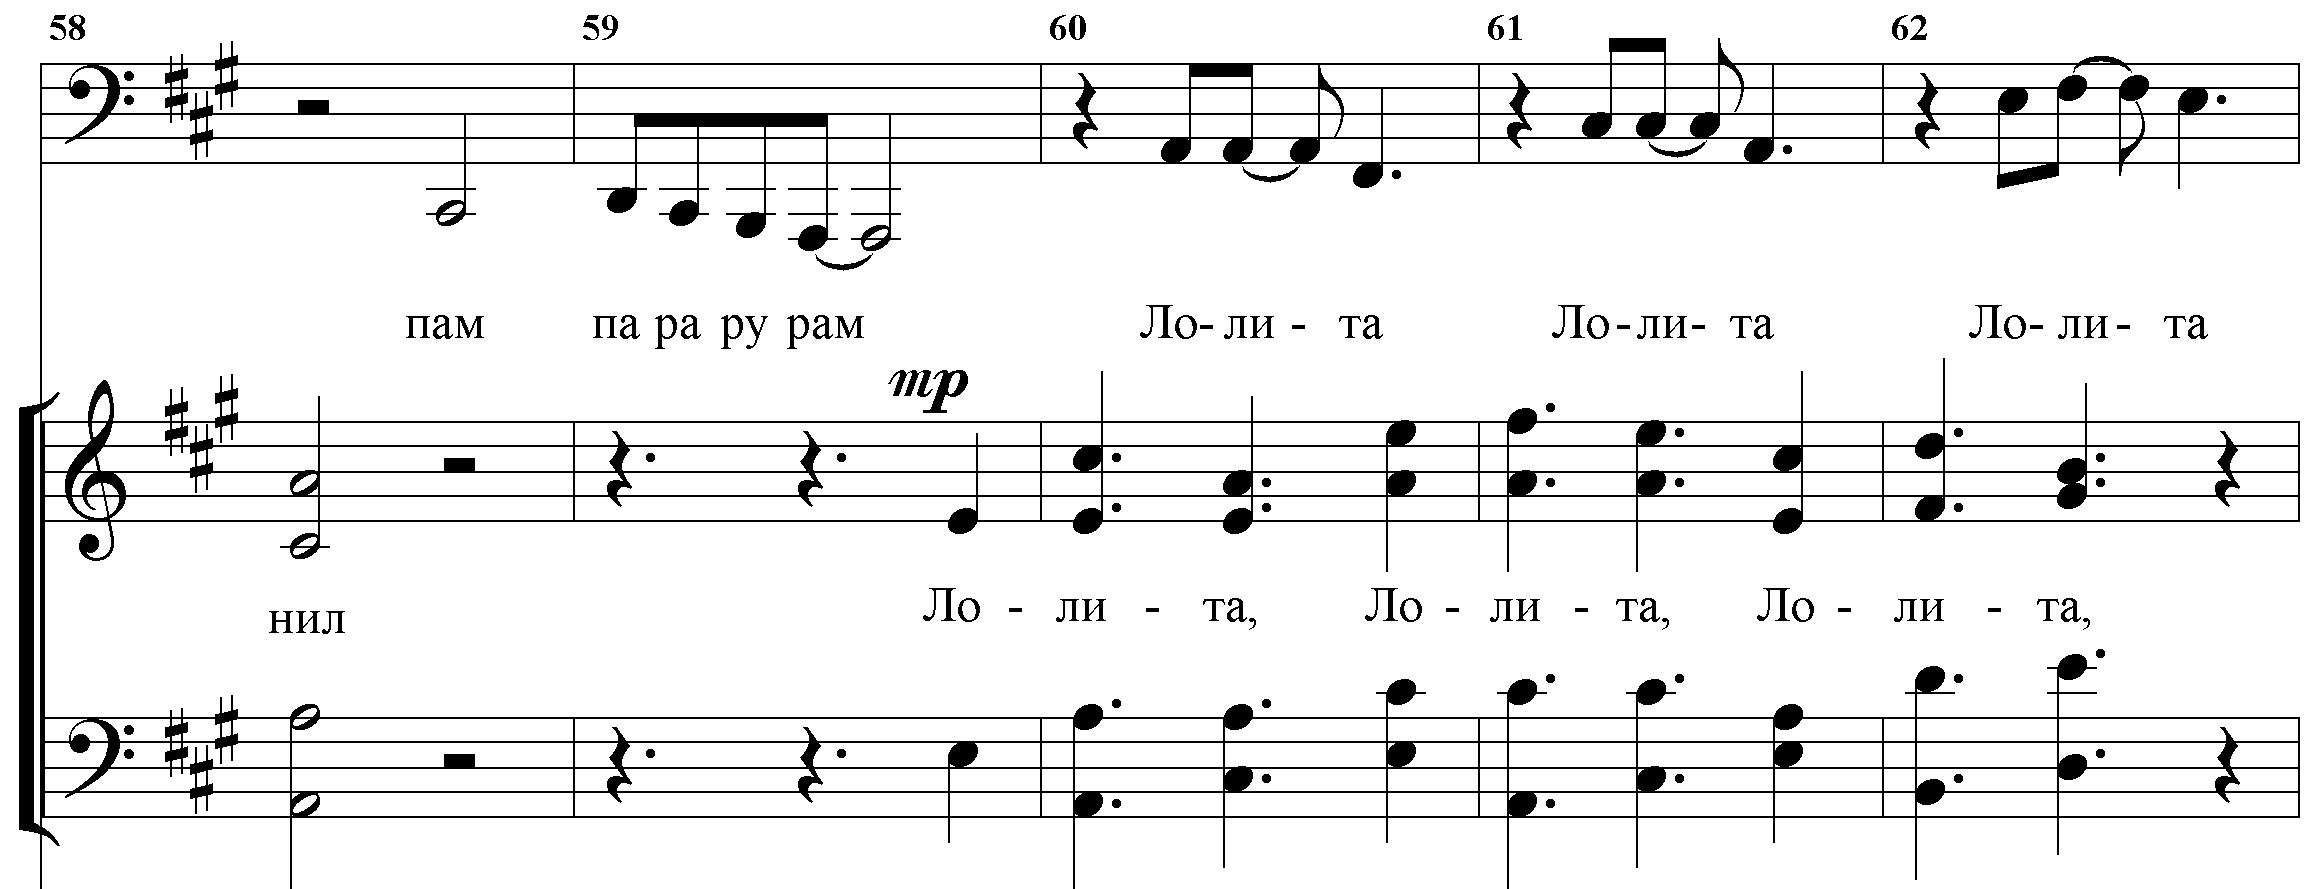 58 59 60 61 62
пам па ра ру рам Ло- ли - та Ло-ли- та Ло- ли - та
mp
нил Ло - ли - та, Ло - ли - та, Ло - ли - та,